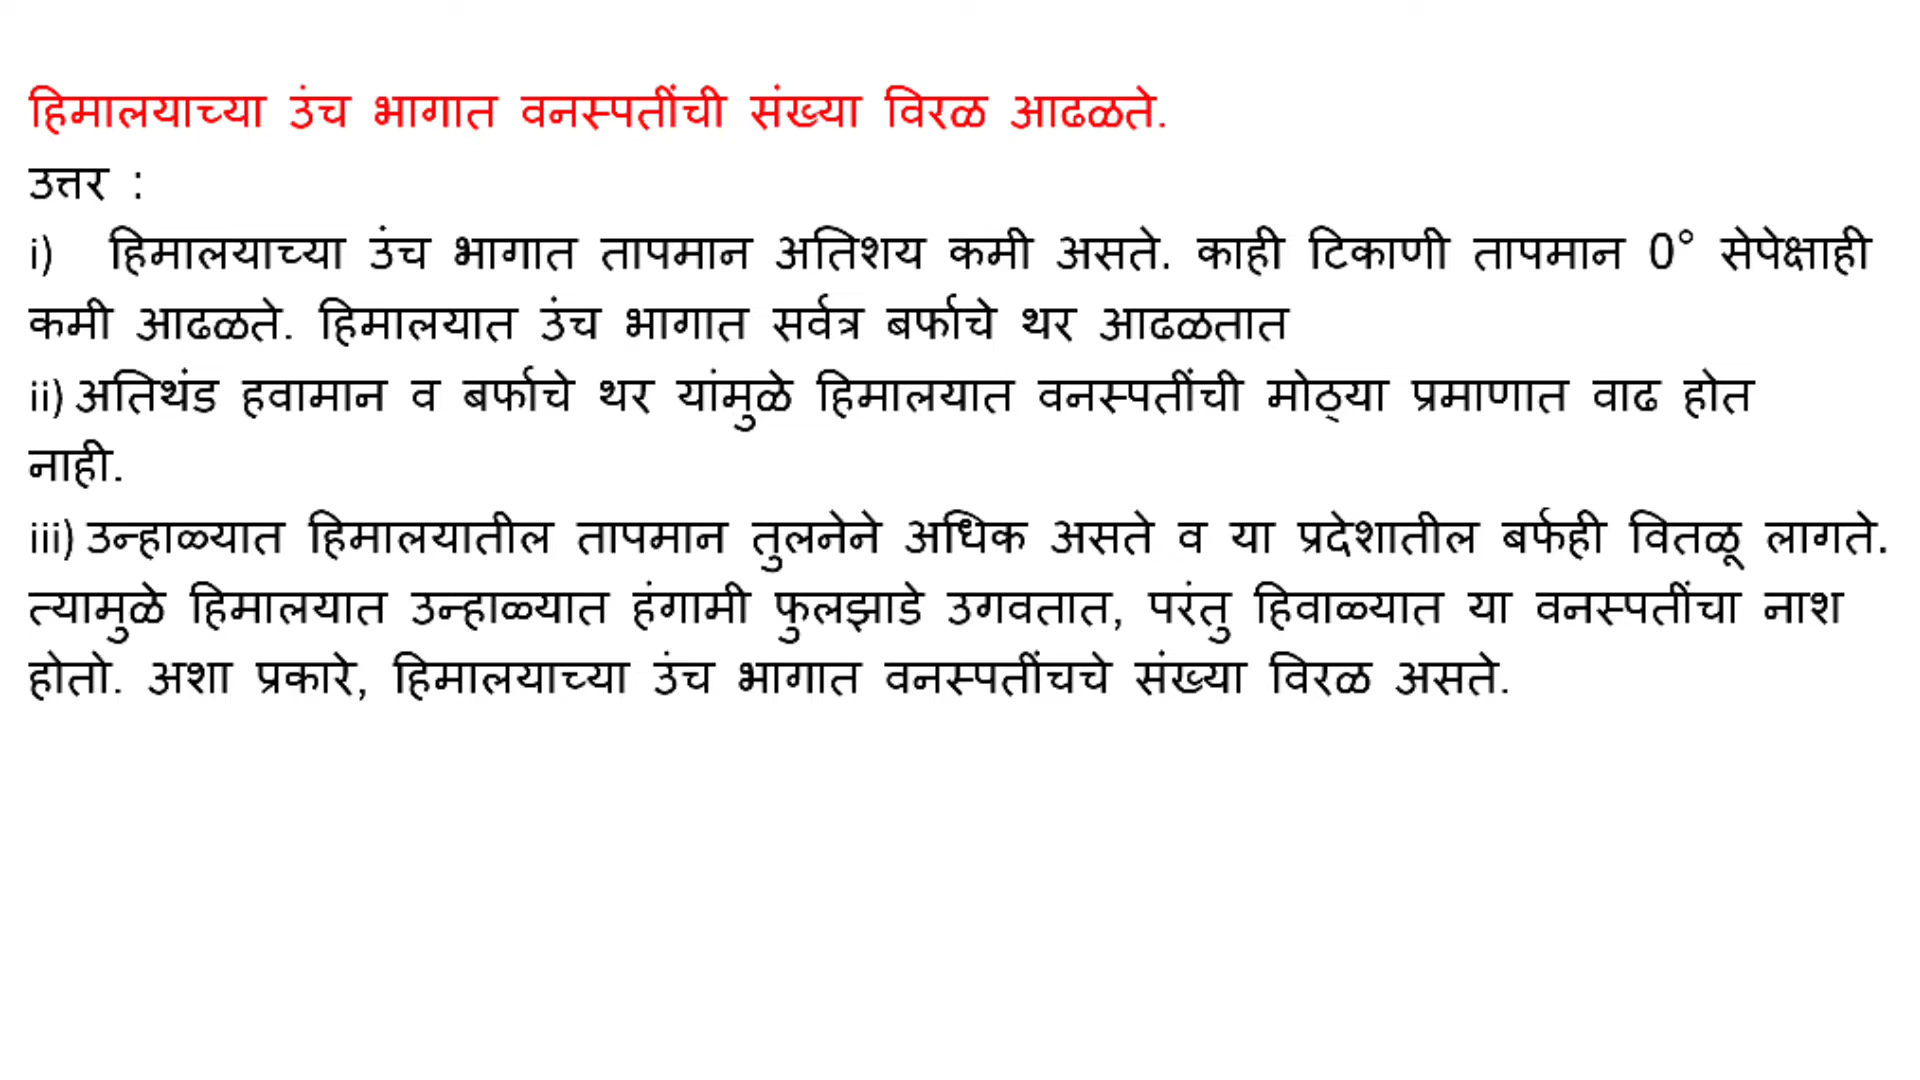 हिमालयाच्या उंच भागात वनस्पतींची संख्या विरळ आढळते.
उत्तर :
i) हिमालयाच्या उंच भागात तापमान अतिशय कमी असते. काही टिकाणी तापमान 0° सेपेक्षाही
कमी आढळते. हिमालयात उंच भागात सर्वत्र बर्फाचे थर आढळतात
ii) अतिथंड हवामान व बर्फाचे थर यांमुळे हिमालयात वनस्पतींची मोठ्या प्रमाणात वाढ होत
नाही.
iii) उन्हाळ्यात हिमालयातील तापमान तुलनेने अधिक असते व या प्रदेशातील बर्फही वितळू लागते.
त्यामुळे हिमालयात उन्हाळ्यात हंगामी फुलझाडे उगवतात, परंतु हिवाळ्यात या वनस्पतींचा नाश
होतो. अशा प्रकारे, हिमालयाच्या उंच भागात वनस्पतींचचे संख्या विरळ असते.